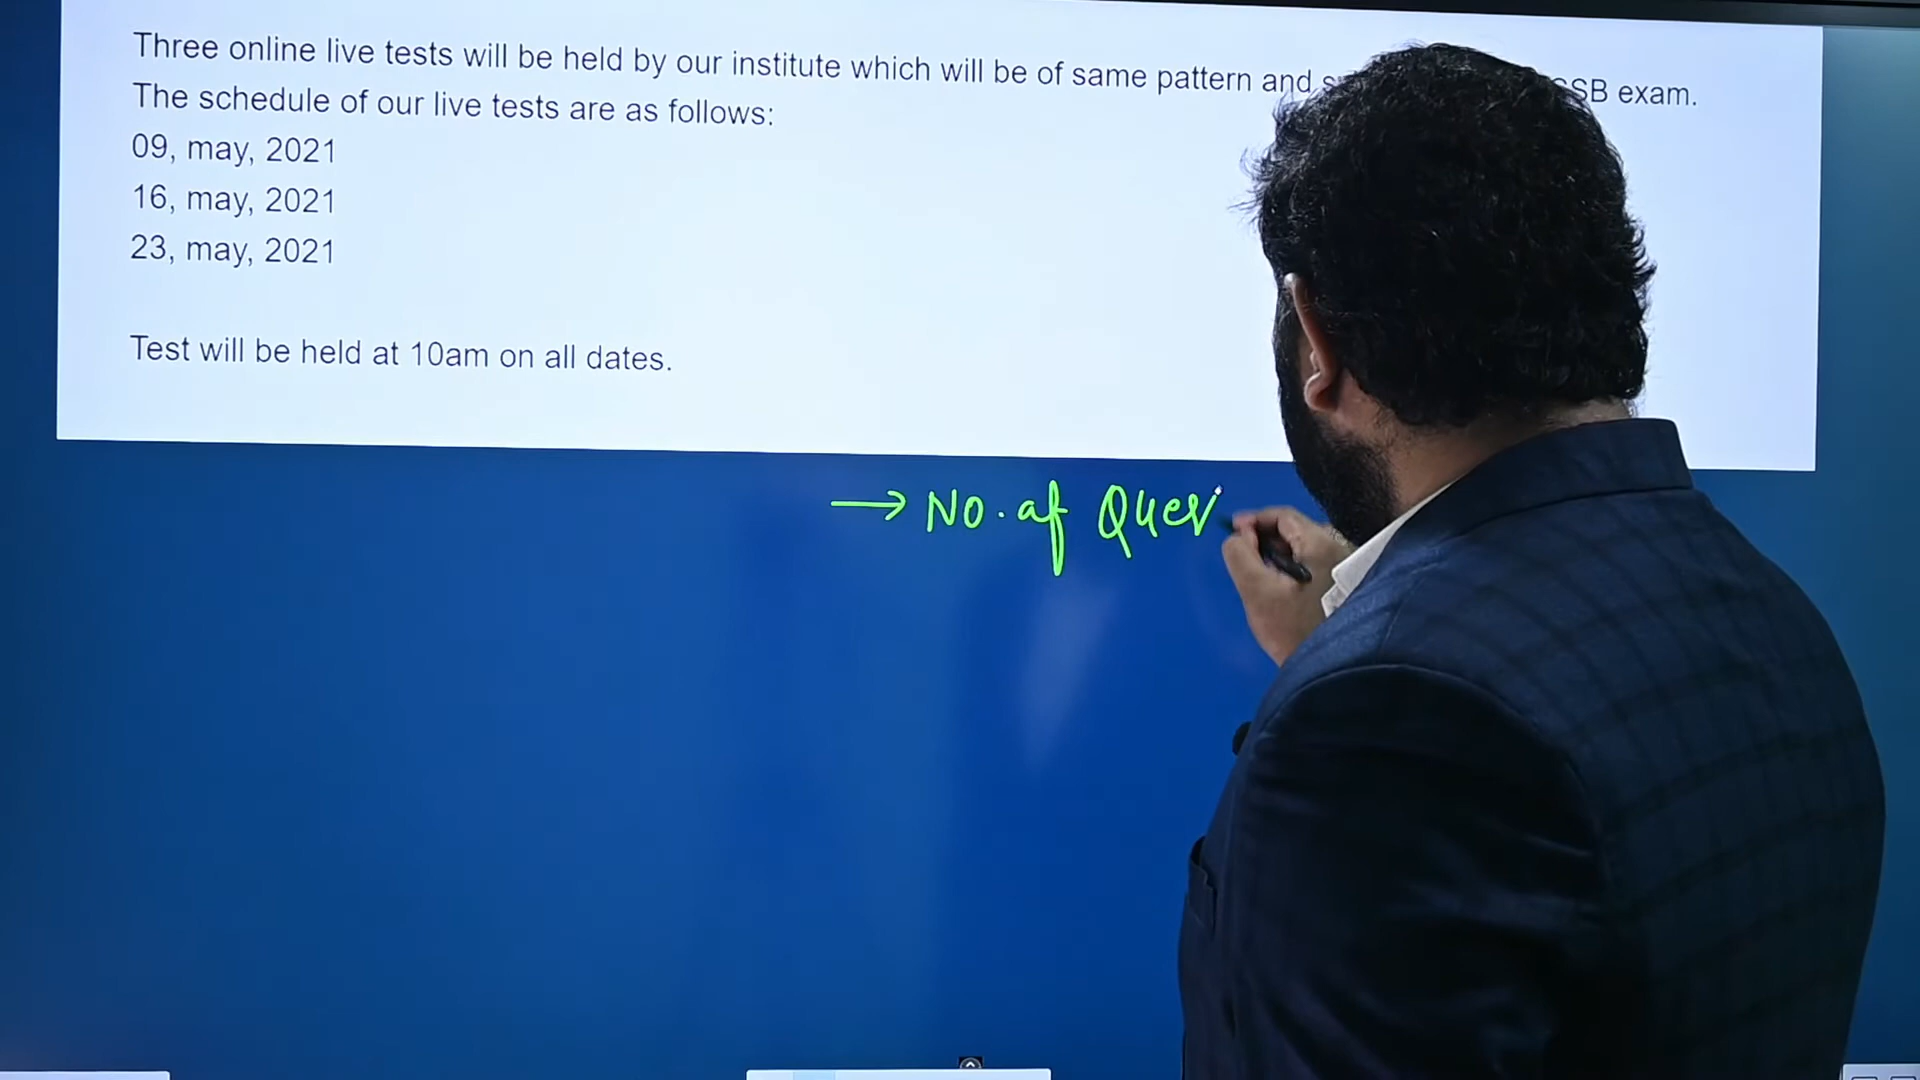 Three online live tests will be held by our institute which will be of same pattern and SSB exam.
The schedule of our live tests are as follows:
09, may, 2021
16, may, 2021
23, may, 2021
Test will be held at 10am on all dates.
→ No. of Ques